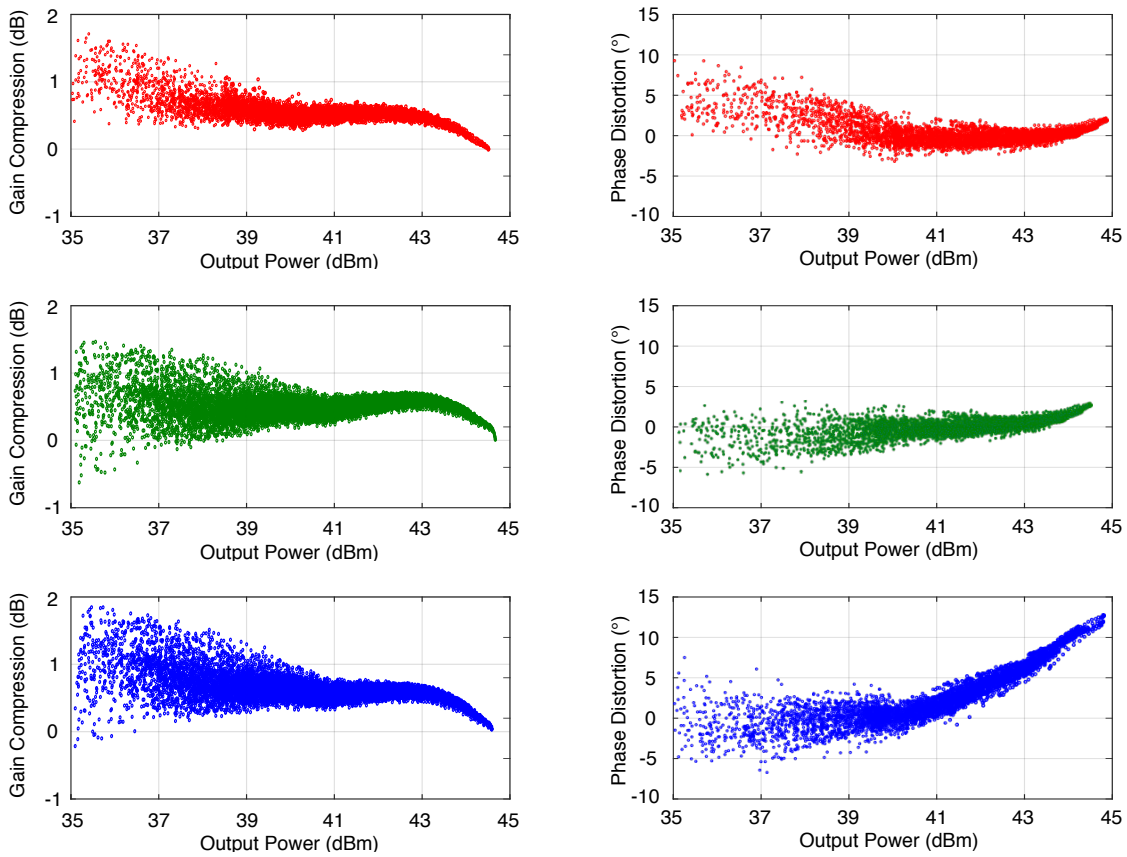 Gain Compression (dB)
2
1
0
-1
35 37 39 41 43 45
Output Power (dBm)
Phase Distortion (°)
15
10
5
0
-5
-10
35 37 39 41 43 45
Output Power (dBm)
Gain Compression (dB)
2
1
0
-1
35 37 39 41 43 45
Output Power (dBm)
Phase Distortion (°)
15
10
5
0
-5
-10
35 37 39 41 43 45
Output Power (dBm)
Gain Compression (dB)
2
1
0
-1
35 37 39 41 43 45
Output Power (dBm)
Phase Distortion (°)
15
10
5
0
-5
-10
35 37 39 41 43 45
Output Power (dBm)